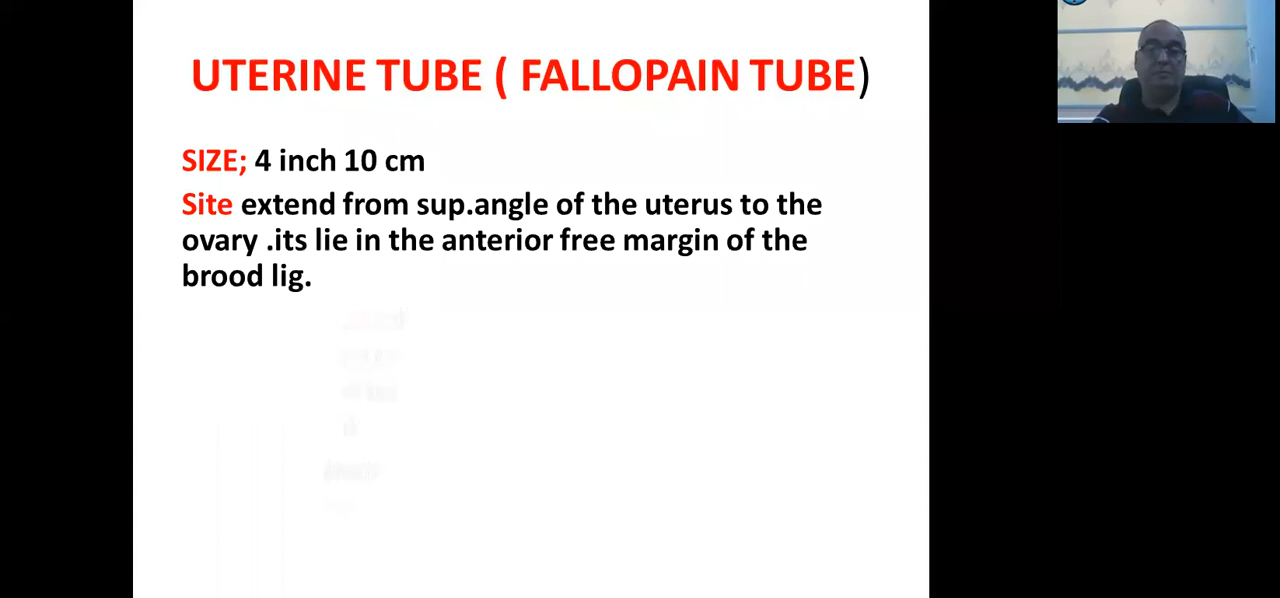 UTERINE TUBE ( FALLOPAIN TUBE)
SIZE; 4 inch 10 cm
Site extend from sup.angle of the uterus to the
ovary .its lie in the anterior free margin of the
brood lig.